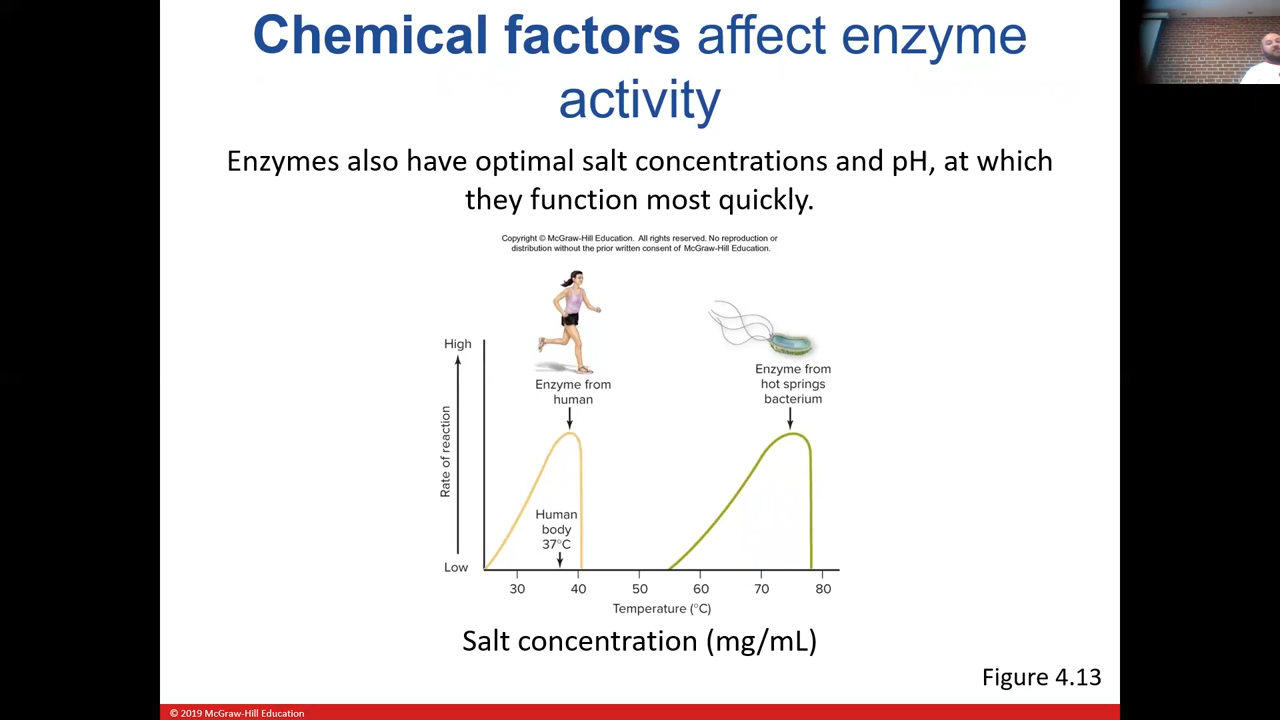 Chemical factors affect enzyme
activity
Enzymes also have optimal salt concentrations and pH, at which
they function most quickly.
Copyright © McGraw-Hill Education. All rights reserved. No reproduction or
distribution without the prior written consent of McGraw-Hill Education.
High
Rate of reaction
Low
Enzyme from
human
Enzyme from
hot springs
bacterium
Human
body
37°C
30 40 50 60 70 80
Temperature (°C)
Salt concentration (mg/mL)
Figure 4.13
© 2019 McGraw-Hill Education